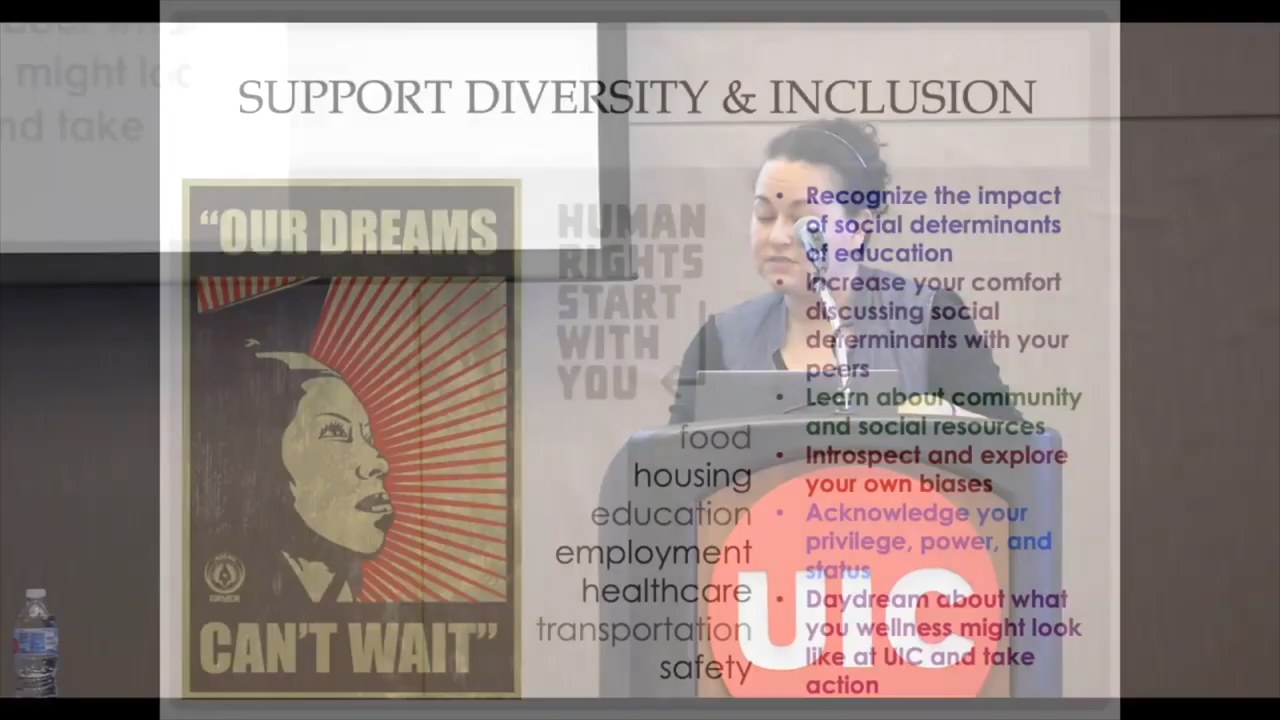 might
nd take
SUPPORT DIVERSITY & INCLUSION
“OUR DREAMS
CAN’T WAIT”
HUMAN
RIGHTS
START
WITH
YOU
food
housing
education
employment
healthcare
transportation
safety
• Recognize the impact
of social determinants
of education
• Increase your comfort
discussing social
determinants with your
peers
• Learn about community
and social resources
• Introspect and explore
your own biases
• Acknowledge your
privilege, power, and
status
• Daydream about what
you wellness might look
like at UIC and take
action
UIC